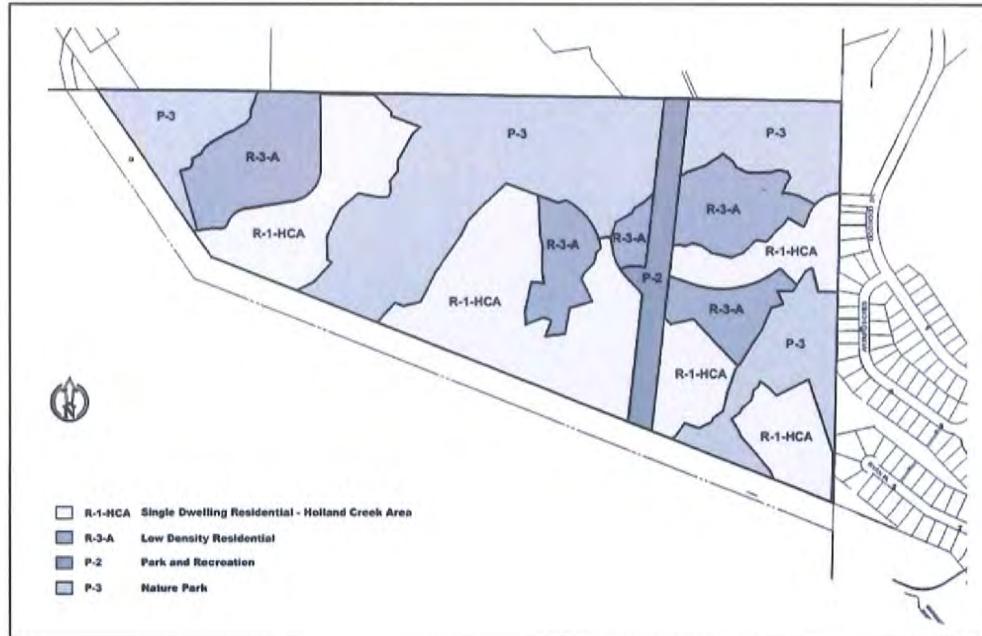 P-3
P-3
P-3
R-3-A
R-3-A
R-1-HCA
R-3-A
R-3-A
R-1-HCA
P-2
R-1-HCA
R-3-A
P-3
R-1-HCA
R-1-HCA
N
R-1-HCA Single Dwelling Residential - Holland Creek Area
R-3-A Low Density Residential
P-2 Park and Recreation
P-3 Nature Park